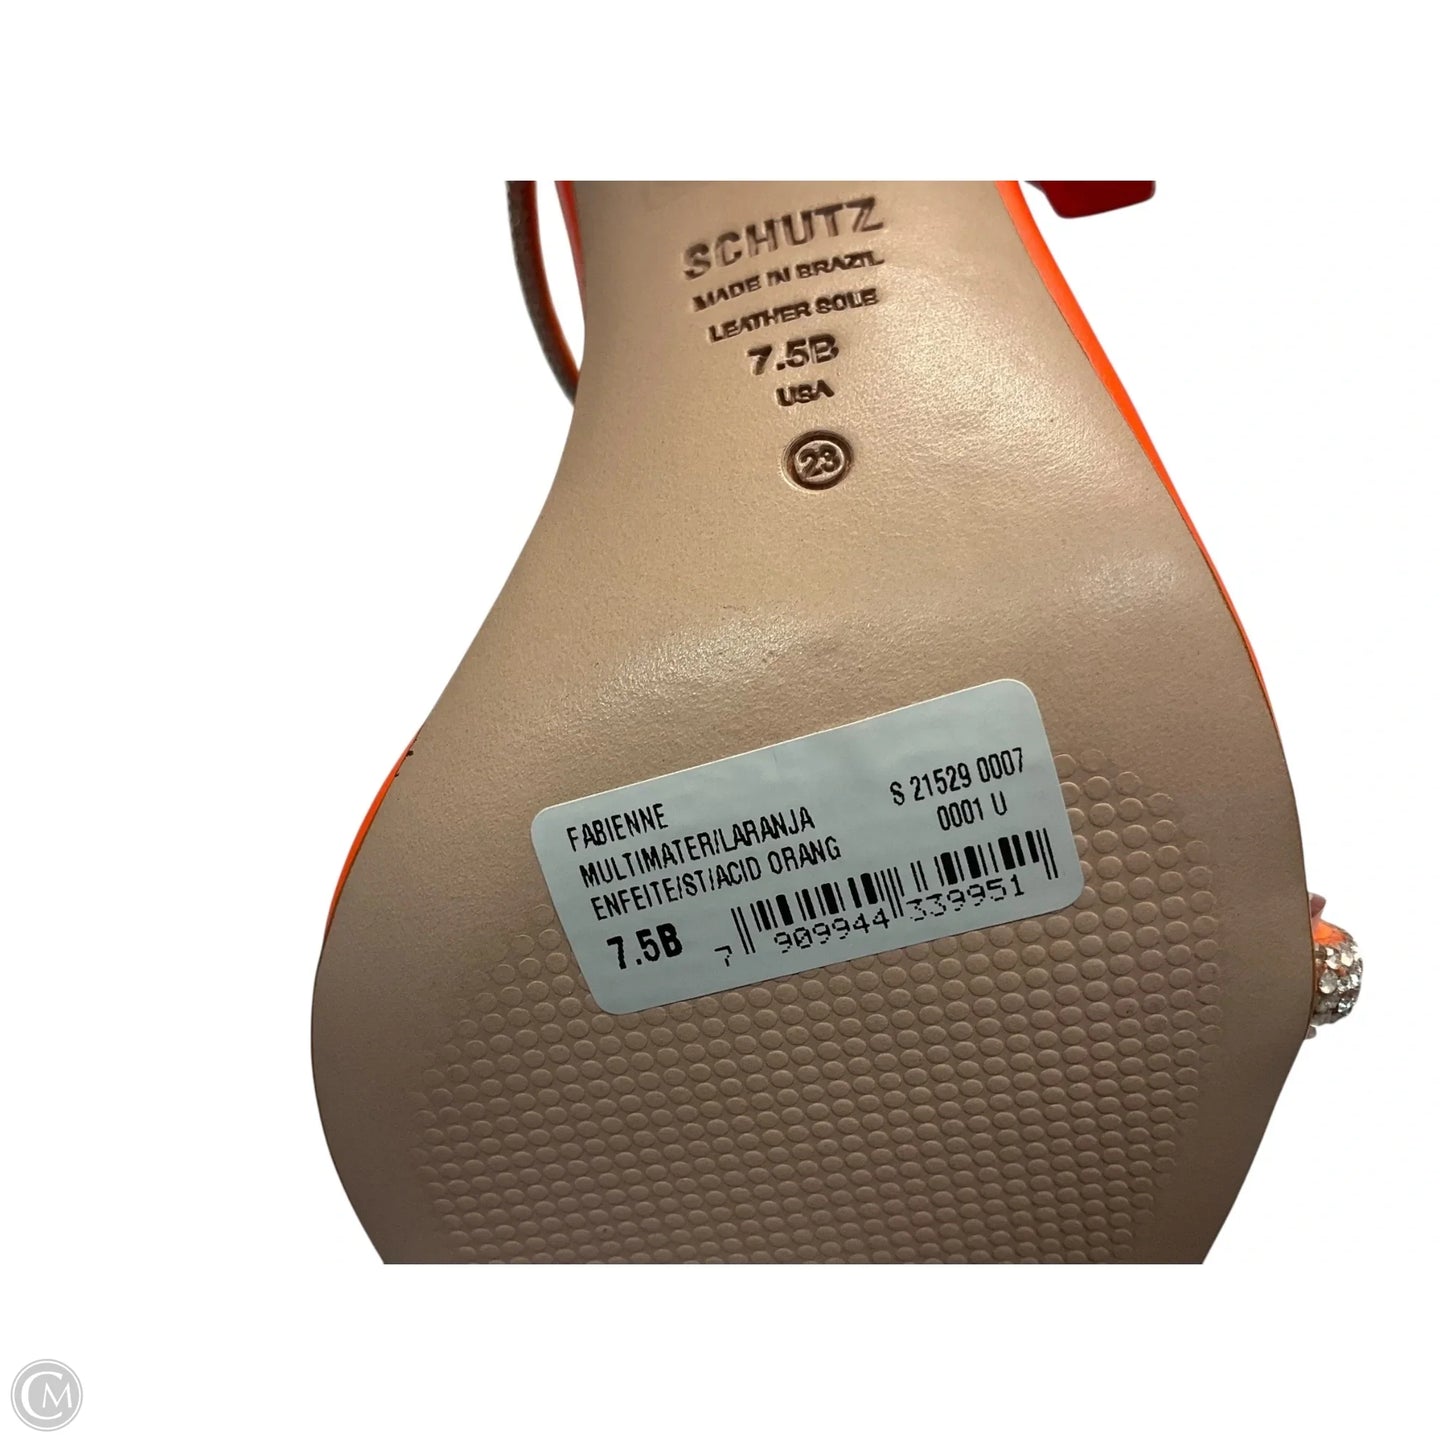 SCHUTZ
MADE IN BRAZIL
LEATHER SOLE
7.5B
USA
23
FABIENNE
MULTIMATER/LARANJA
ENFEITE/ST/ACID ORANG
S 21529 0007
0001 U
7.5B
7 909944 339951
CM